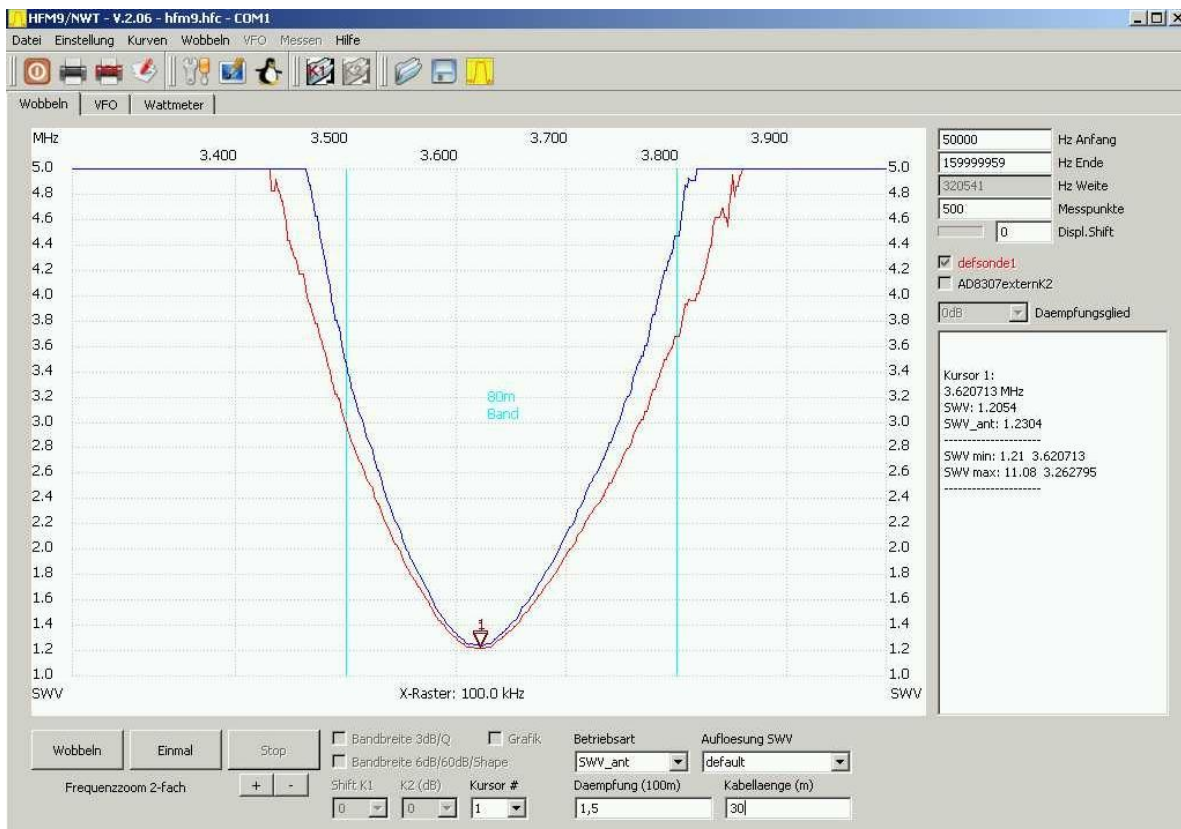 HFM9/NWT - V.2.06 - hfm9.hfc - COM1
Datei Einstellung Kurven Wobbeln VFO Messen Hilfe
K1 K2
Wobbeln VFO Wattmeter
MHz 3.500 3.700 3.900
3.400 3.600 3.800
5.0 5.0
4.8 4.8
4.6 4.6
4.4 4.4
4.2 4.2
4.0 4.0
3.8 3.8
3.6 3.6
3.4 3.4
3.2 3.2
3.0 3.0
2.8 2.8
2.6 2.6
2.4 2.4
2.2 2.2
2.0 2.0
1.8 1.8
1.6 1.6
1.4 1.4
1.2 1.2
1.0 1.0
SWV X-Raster: 100.0 kHz SWV
80m
Band
1
50000 Hz Anfang
159999959 Hz Ende
320541 Hz Weite
500 Messpunkte
0 Displ.Shift
defsonde1
AD8307externK2
0dB Daempfungsglied
Kursor 1:
3.620713 MHz
SWV: 1.2054
SWV_ant: 1.2304
---------------------
SWV min: 1.21 3.620713
SWV max: 11.08 3.262795
---------------------
Wobbeln Einmal Stop
Frequenzzoom 2-fach + -
Bandbreite 3dB/Q Grafik
Bandbreite 6dB/60dB/Shape
Shift K1 K2 (dB) Kursor #
0 0 1
Betriebsart Aufloesung SWV
SWV_ant default
Daempfung (100m) Kabellaenge (m)
1,5 30